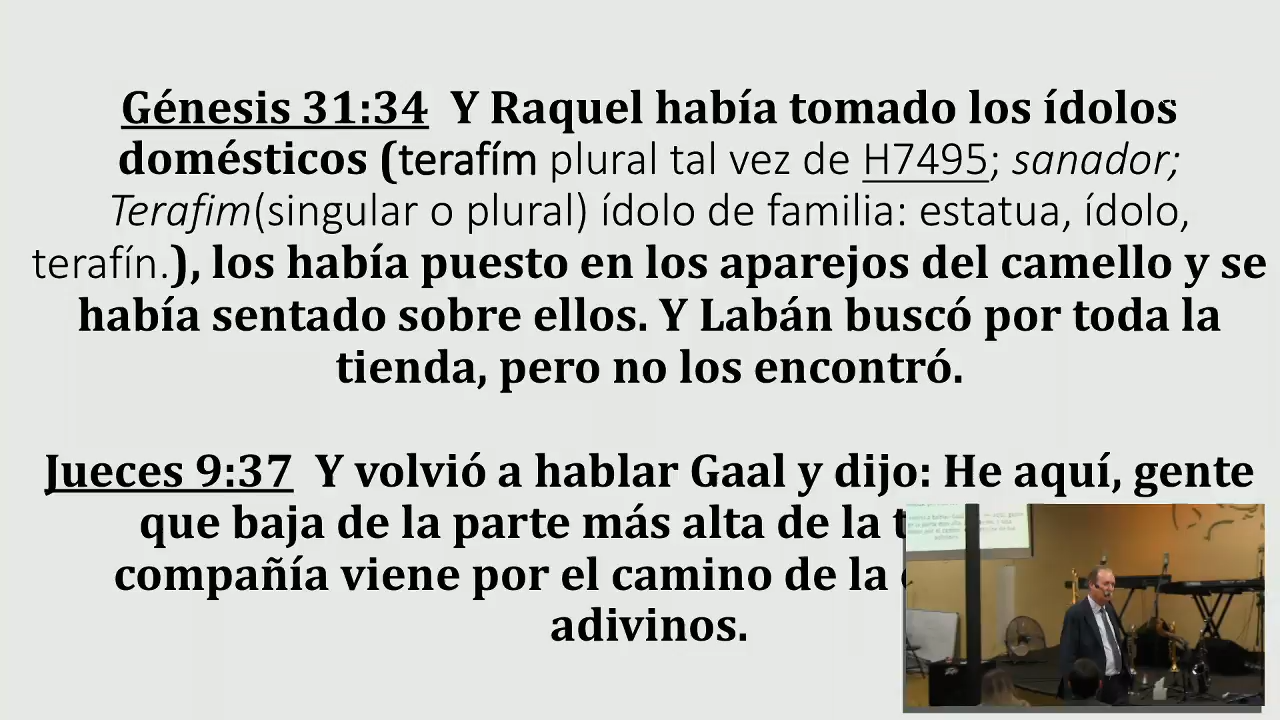 Génesis 31:34 Y Raquel había tomado los ídolos
domésticos (terafím plural tal vez de H7495; sanador;
Terafim(singular o plural) ídolo de familia: estatua, ídolo,
terafín.), los había puesto en los aparejos del camello y se
había sentado sobre ellos. Y Labán buscó por toda la
tienda, pero no los encontró.
Jueces 9:37 Y volvió a hablar Gaal y dijo: He aquí, gente
que baja de la parte más alta de la
compañía viene por el camino de la
adivinos.